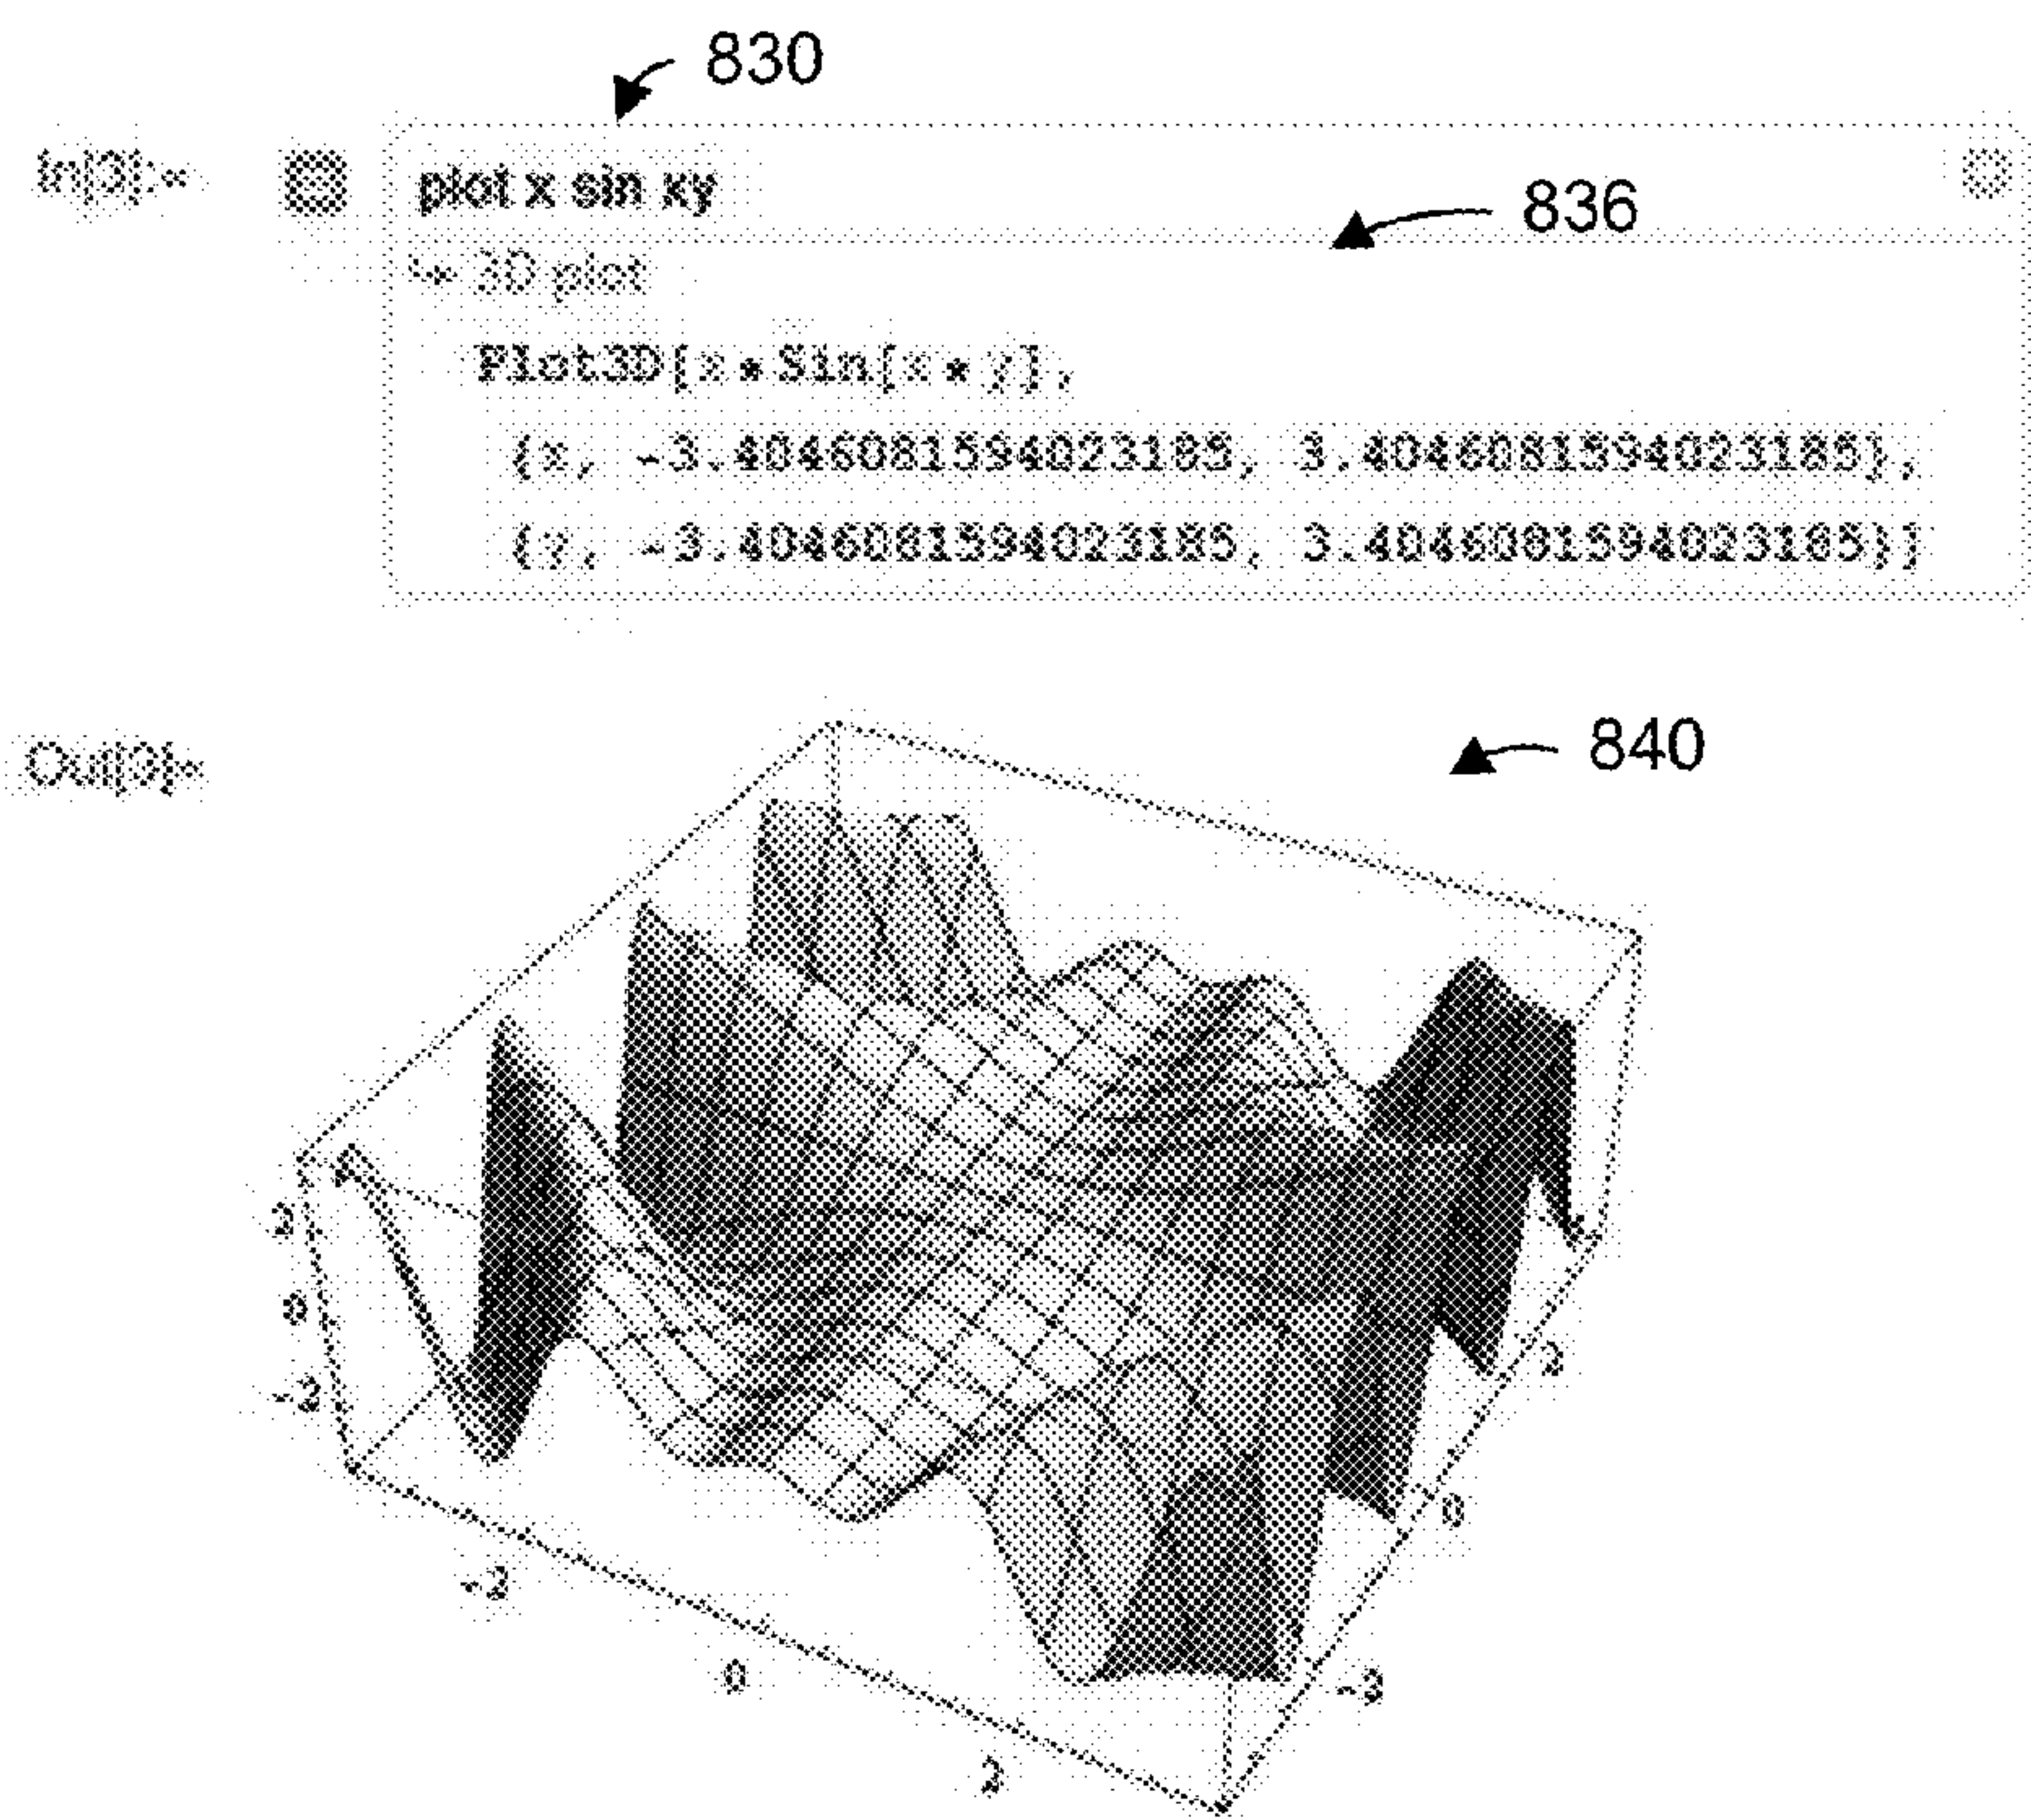 830
In[3]:=
plot x sin xy
836
↳ 3D plot
Plot3D[x*Sin[x*y],
{x, -3.4046081594023185, 3.4046081594023185},
{y, -3.4046081594023185, 3.4046081594023185}]
Out[3]=
840
2
0
-2
-2
0
2
-2
0
2